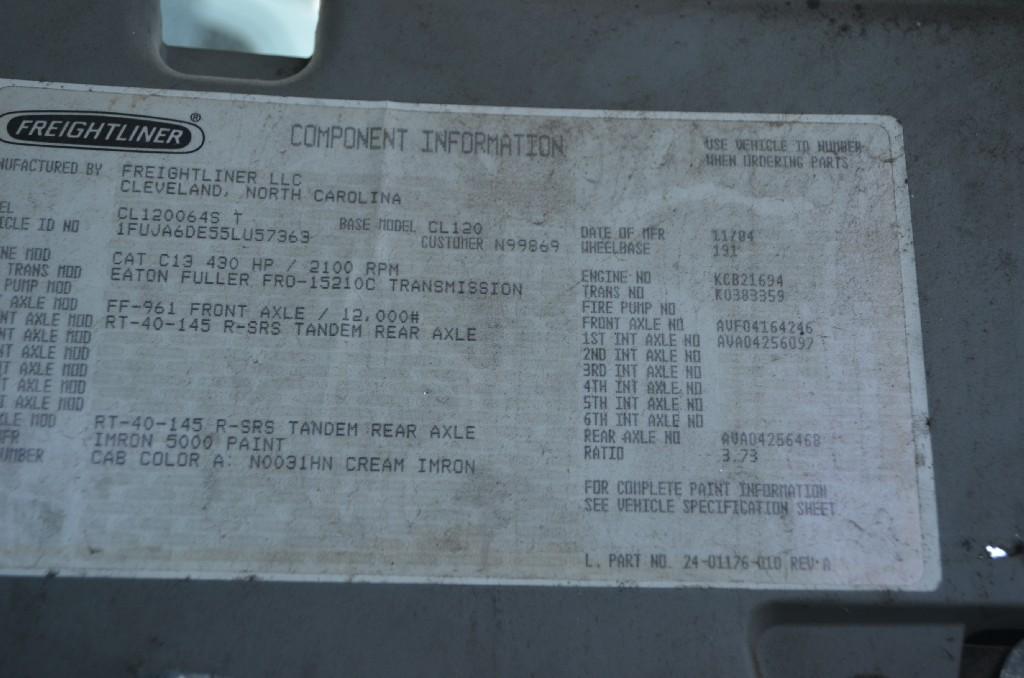 FREIGHTLINER®
COMPONENT INFORMATION
USE VEHICLE ID NUMBER
WHEN ORDERING PARTS
NUFACTURED BY FREIGHTLINER LLC
CLEVELAND, NORTH CAROLINA
EL CL120064S T BASE MODEL CL120
ICLE ID NO 1FUJA6DE55LU57363 CUSTOMER N99869
DATE OF MFR 11/04
WHEELBASE 191
NE MOD CAT C13 430 HP / 2100 RPM
TRANS MOD EATON FULLER FRO-15210C TRANSMISSION
PUMP MOD
T AXLE MOD FF-961 FRONT AXLE / 12,000#
NT AXLE MOD RT-40-145 R-SRS TANDEM REAR AXLE
NT AXLE MOD
NT AXLE MOD
NT AXLE MOD
T AXLE MOD
T AXLE MOD
XLE MOD RT-40-145 R-SRS TANDEM REAR AXLE
MFR IMRON 5000 PAINT
UMBER CAB COLOR A: N0031HN CREAM IMRON
ENGINE NO KCB21694
TRANS NO K0383359
FIRE PUMP NO
FRONT AXLE NO AVF04164246
1ST INT AXLE NO AVA04256097
2ND INT AXLE NO
3RD INT AXLE NO
4TH INT AXLE NO
5TH INT AXLE NO
6TH INT AXLE NO
REAR AXLE NO AVA04256468
RATIO 3.73
FOR COMPLETE PAINT INFORMATION
SEE VEHICLE SPECIFICATION SHEET
L. PART NO. 24-01176-010 REV:A